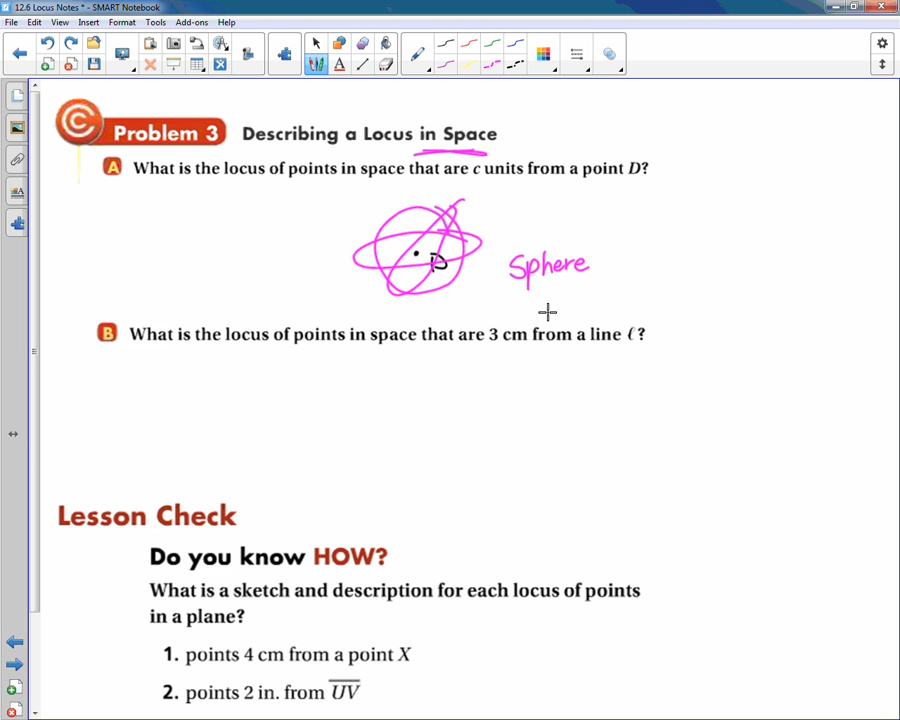 12.6 Locus Notes * - SMART Notebook
File Edit View Insert Format Tools Add-ons Help
C Problem 3 Describing a Locus in Space
A What is the locus of points in space that are c units from a point D?
D
Sphere
B What is the locus of points in space that are 3 cm from a line ℓ?
Lesson Check
Do you know HOW?
What is a sketch and description for each locus of points
in a plane?
1. points 4 cm from a point X
2. points 2 in. from UV